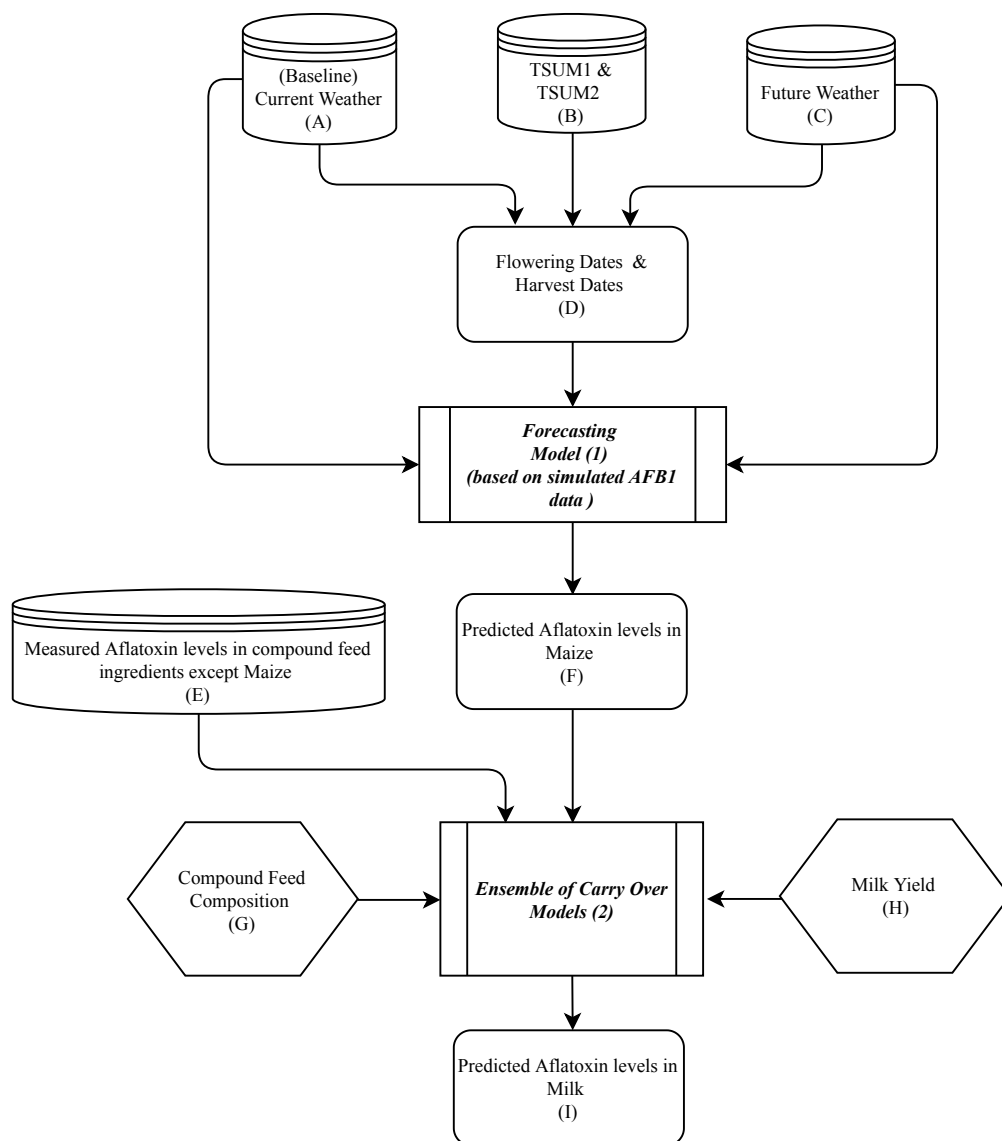 (Baseline)
Current Weather
(A)
TSUM1 &
TSUM2
(B)
Future Weather
(C)
Flowering Dates &
Harvest Dates
(D)
Forecasting
Model (1)
(based on simulated AFB1
data )
Measured Aflatoxin levels in compound feed
ingredients except Maize
(E)
Predicted Aflatoxin levels in
Maize
(F)
Compound Feed
Composition
(G)
Ensemble of Carry Over
Models (2)
Milk Yield
(H)
Predicted Aflatoxin levels in
Milk
(I)